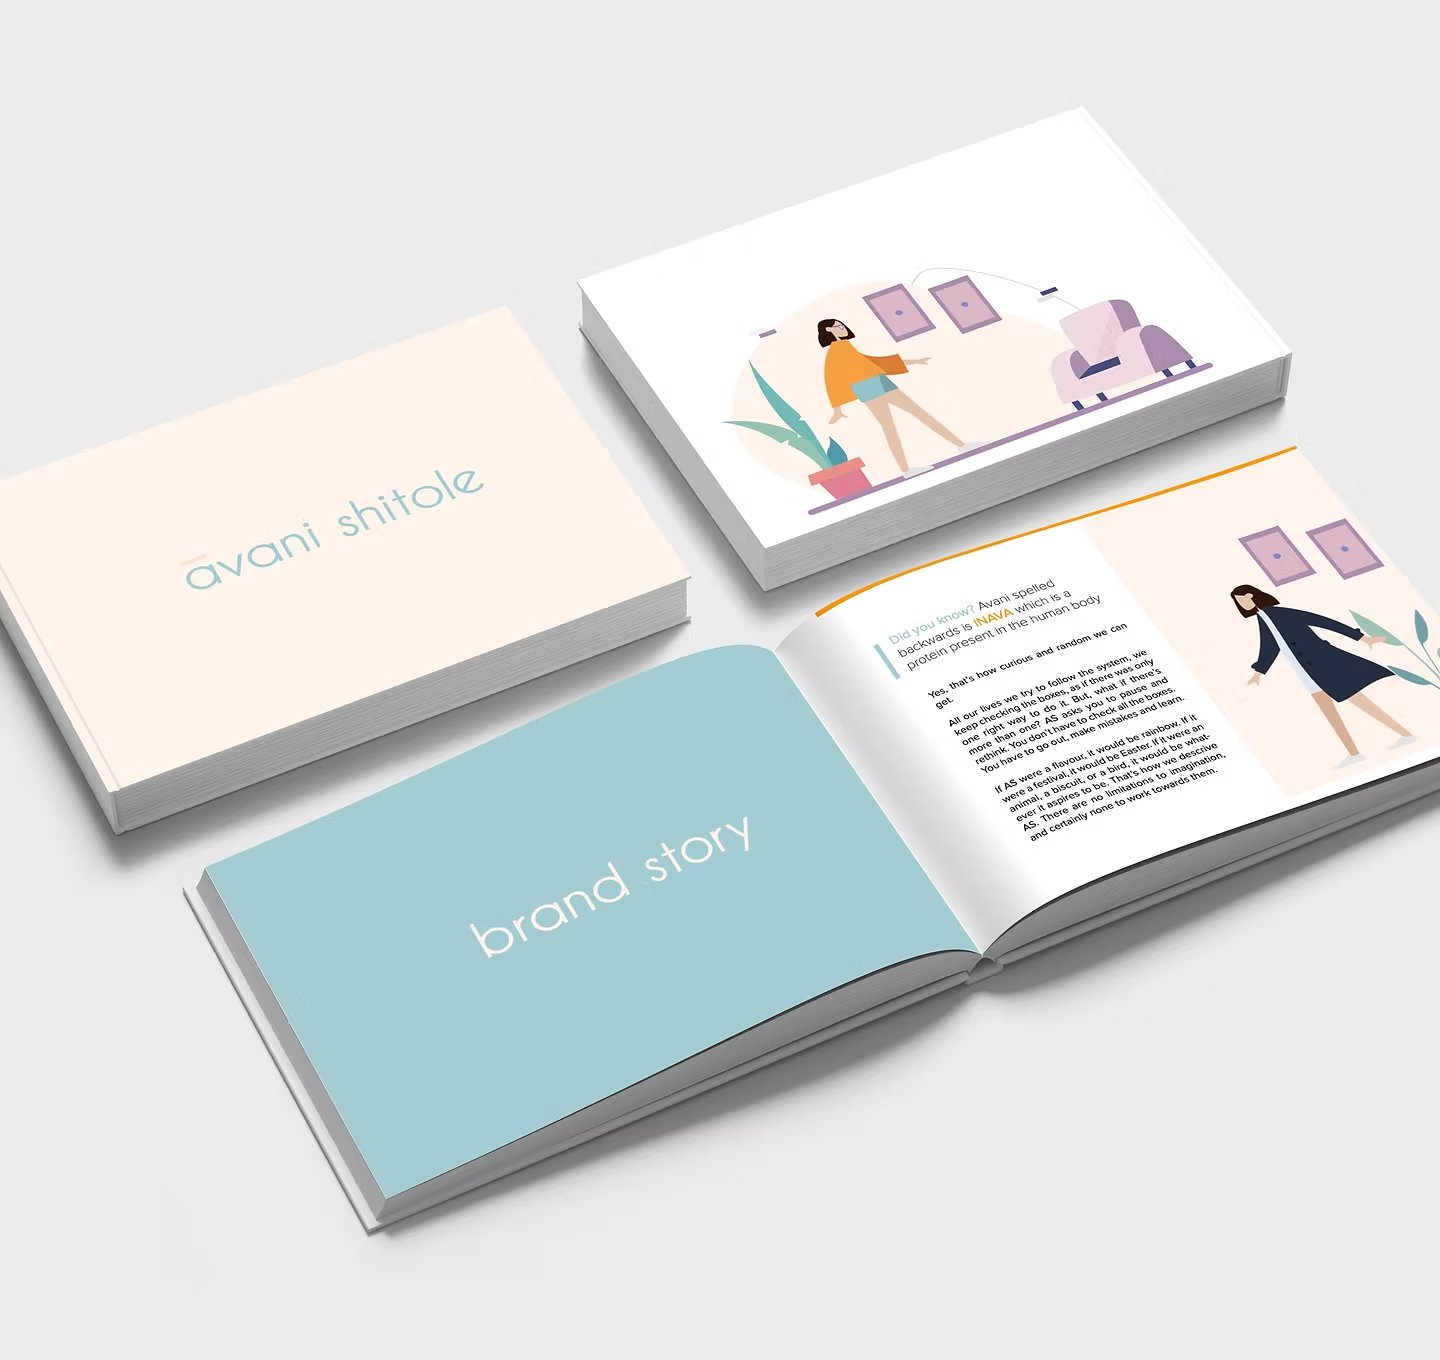 avani shitole
brand story
Did you know? Avani spelled
backwards is INAVA which is a
protein present in the human body
Yes, that's how curious and random we can
get.
All our lives we try to follow the system, we
keep checking the boxes, as if there was only
one right way to do it. But, what if there's
more than one? AS asks you to pause and
rethink. You don't have to check all the boxes.
You have to go out, make mistakes and learn.
If AS were a flavour, it would be rainbow. If it
were a festival, it would be Easter. If it were an
animal, a biscuit, or a bird, it would be what-
ever it aspires to be. That's how we descrive
AS. There are no limitations to imagination,
and certainly none to work towards them.